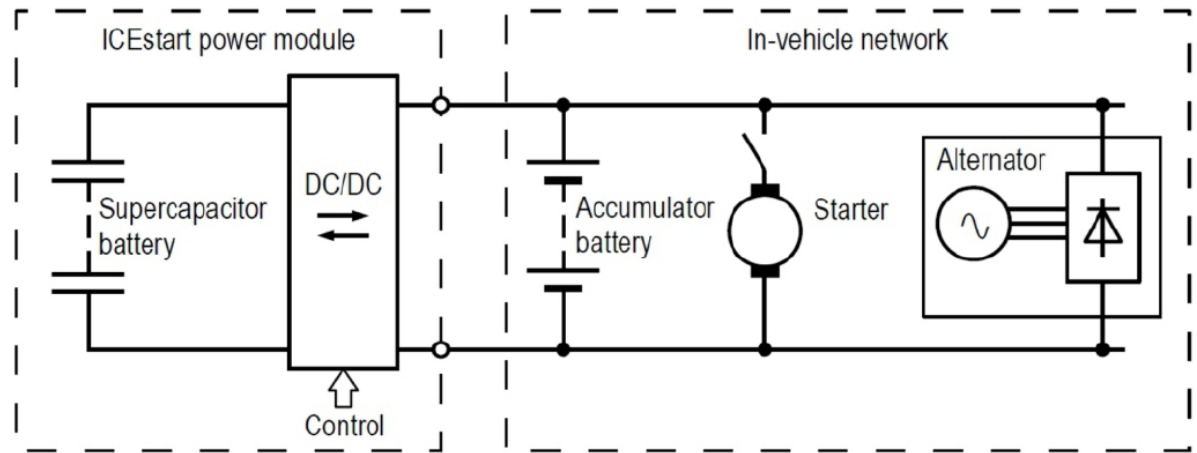 ICEstart power module
In-vehicle network
DC/DC
Supercapacitor
battery
Control
Accumulator
battery
Starter
Alternator